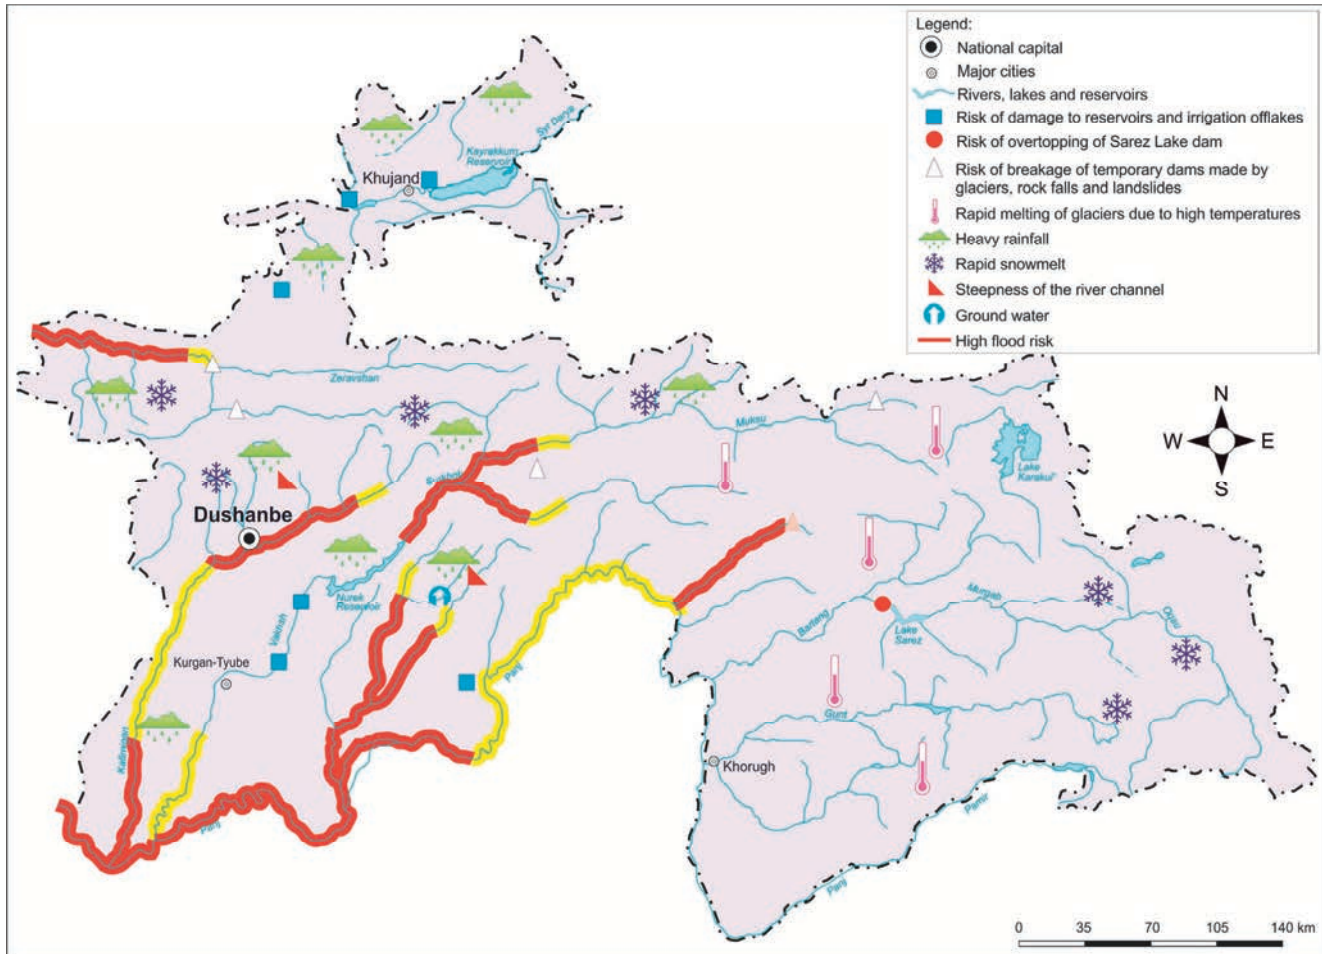 Legend:
National capital
Major cities
Rivers, lakes and reservoirs
Risk of damage to reservoirs and irrigation offlakes
Risk of overtopping of Sarez Lake dam
Risk of breakage of temporary dams made by
glaciers, rock falls and landslides
Rapid melting of glaciers due to high temperatures
Heavy rainfall
Rapid snowmelt
Steepness of the river channel
Ground water
High flood risk
Syr Darya
Kayrakkum
Reservoir
Khujand
Zeravshan
Muksu
N
W
E
S
Lake
Karakul'
Dushanbe
Nurek
Reservoir
Vakhsh
Murgab
Bartang
Lake
Sarez
Kurgan-Tyube
Panj
Gunt
Khorugh
Pamir
Panj
Panj
0 35 70 105 140 km